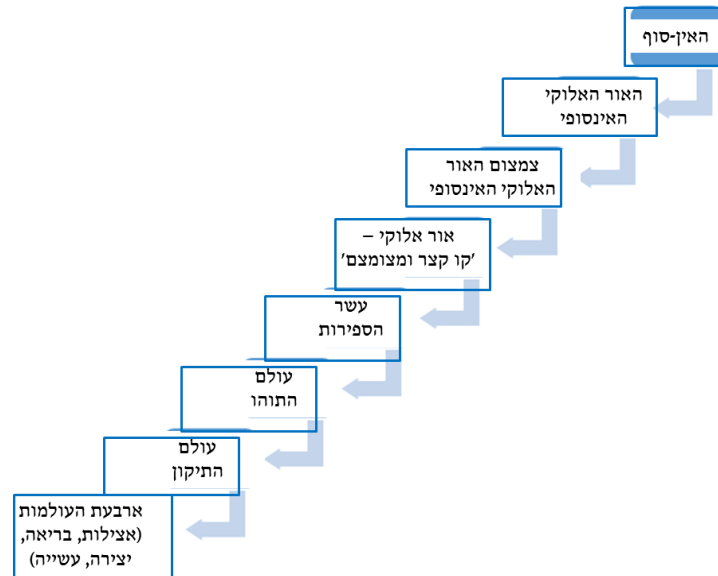 האין-סוף
האור האלוקי
האינסופי
צמצום האור
האלוקי האינסופי
אור אלוקי –
'קו קצר ומצומצם'
עשר
הספירות
עולם
התוהו
עולם
התיקון
ארבעת העולמות
(אצילות, בריאה,
יצירה, עשייה)